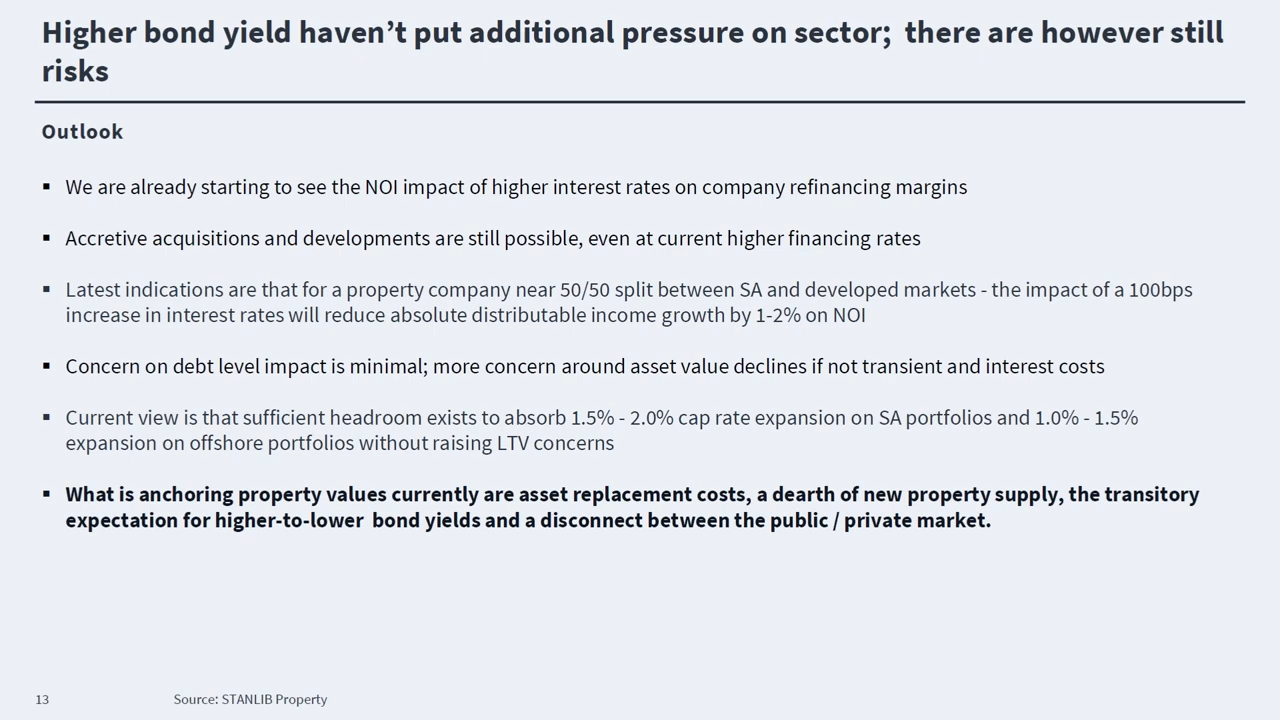 Higher bond yield haven’t put additional pressure on sector;  there are however still
risks
Outlook
▪ We are already starting to see the NOI impact of higher interest rates on company refinancing margins
▪ Accretive acquisitions and developments are still possible, even at current higher financing rates
▪ Latest indications are that for a property company near 50/50 split between SA and developed markets - the impact of a 100bps
increase in interest rates will reduce absolute distributable income growth by 1-2% on NOI
▪ Concern on debt level impact is minimal; more concern around asset value declines if not transient and interest costs
▪ Current view is that sufficient headroom exists to absorb 1.5% - 2.0% cap rate expansion on SA portfolios and 1.0% - 1.5%
expansion on offshore portfolios without raising LTV concerns
▪ What is anchoring property values currently are asset replacement costs, a dearth of new property supply, the transitory
expectation for higher-to-lower  bond yields and a disconnect between the public / private market.
13 Source: STANLIB Property